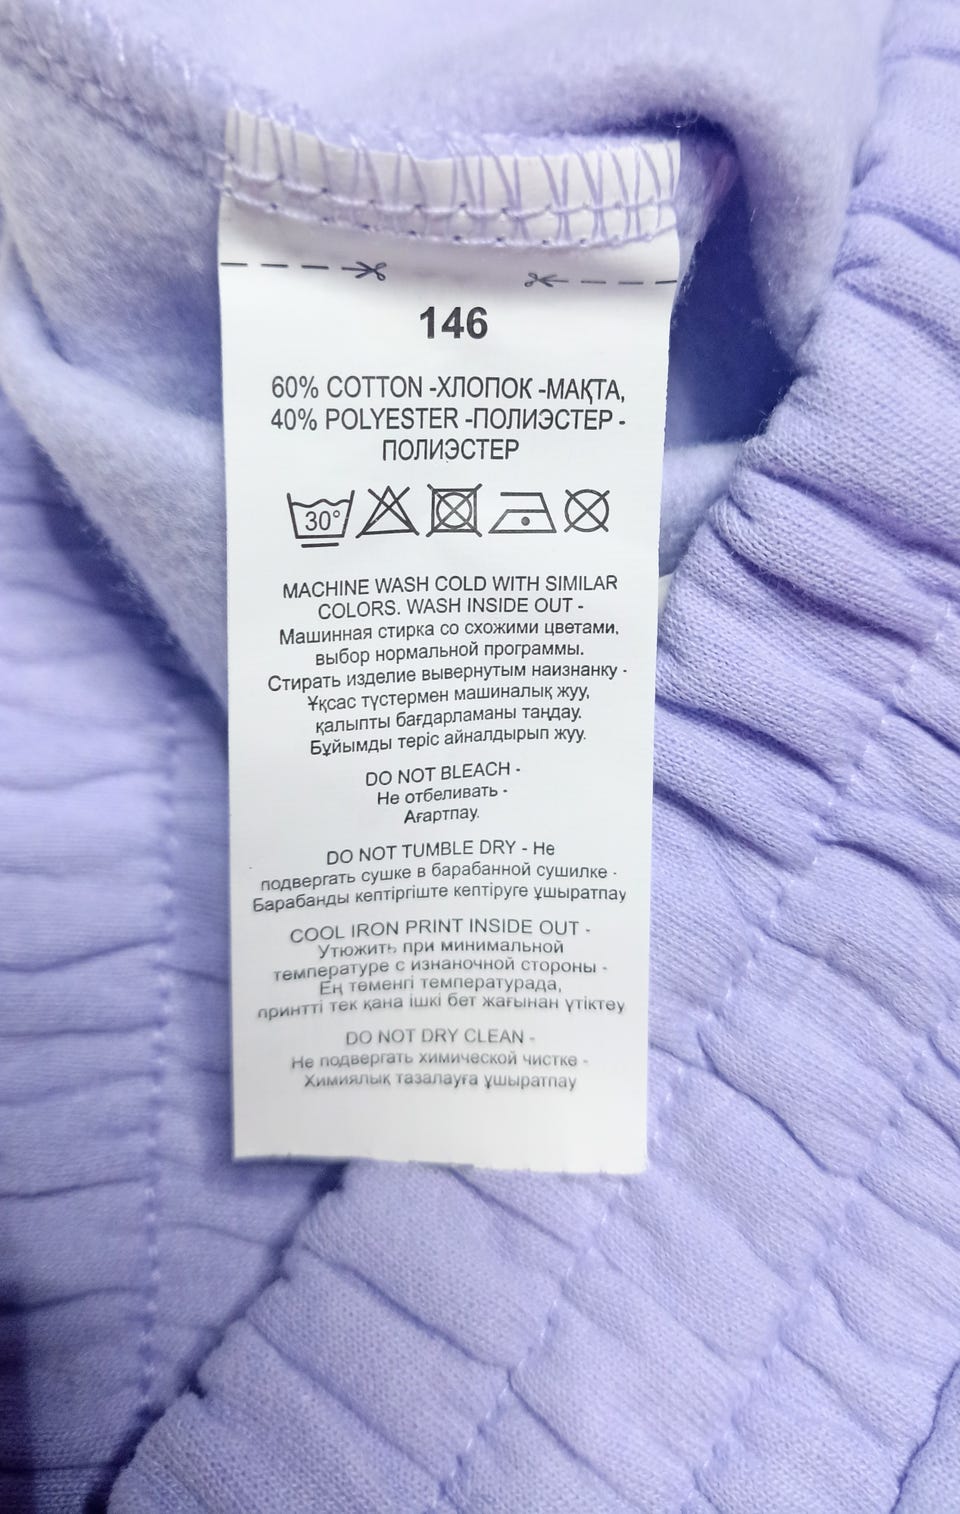 146
60% COTTON -ХЛОПОК -МАҚТА,
40% POLYESTER -ПОЛИЭСТЕР -
ПОЛИЭСТЕР
30°
MACHINE WASH COLD WITH SIMILAR
COLORS. WASH INSIDE OUT -
Машинная стирка со схожими цветами,
выбор нормальной программы.
Стирать изделие вывернутым наизнанку -
Ұқсас түстермен машиналық жуу,
қалыпты бағдарламаны таңдау.
Бұйымды теріс айналдырып жуу.
DO NOT BLEACH -
Не отбеливать -
Ағартпау.
DO NOT TUMBLE DRY - Не
подвергать сушке в барабанной сушилке -
Барабанды кептіргіште кептіруге ұшыратпау
COOL IRON PRINT INSIDE OUT -
Утюжить при минимальной
температуре с изнаночной стороны -
Ең төменгі температурада,
принтті тек қана ішкі бет жағынан үтіктеу
DO NOT DRY CLEAN -
Не подвергать химической чистке -
Химиялық тазалауға ұшыратпау